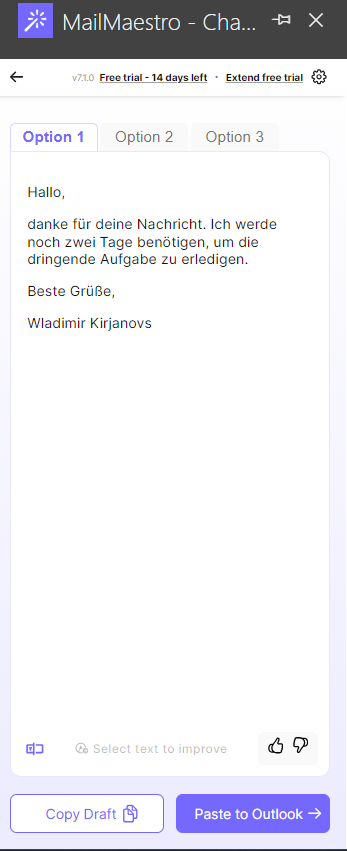 MailMaestro - Cha...
v7.1.0 Free trial - 14 days left · Extend free trial
Option 1 Option 2 Option 3
Hallo,
danke für deine Nachricht. Ich werde
noch zwei Tage benötigen, um die
dringende Aufgabe zu erledigen.
Beste Grüße,
Wladimir Kirjanovs
Select text to improve
Copy Draft Paste to Outlook